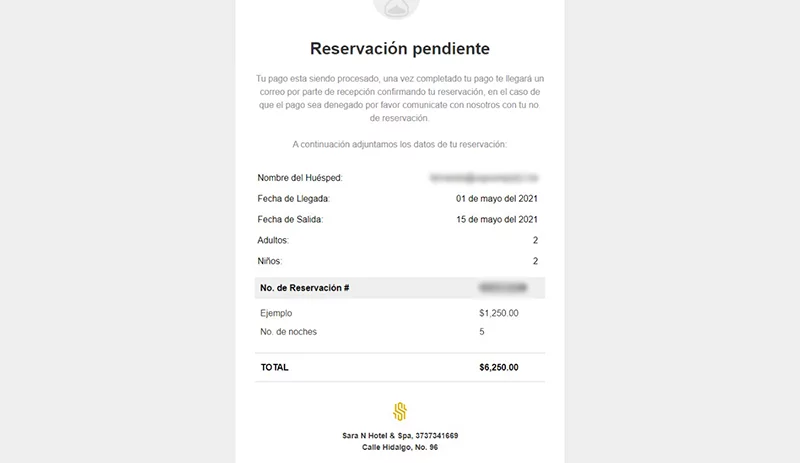 Reservación pendiente
Tu pago esta siendo procesado, una vez completado tu pago te llegará un
correo por parte de recepción confirmando tu reservación, en el caso de
que el pago sea denegado por favor comunicate con nosotros con tu no
de reservación.
A continuación adjuntamos los datos de tu reservación:
Nombre del Huésped:
Fecha de Llegada: 01 de mayo del 2021
Fecha de Salida: 15 de mayo del 2021
Adultos: 2
Niños: 2
No. de Reservación #
Ejemplo $1,250.00
No. de noches 5
TOTAL $6,250.00
Sara N Hotel & Spa, 3737341669
Calle Hidalgo, No. 96